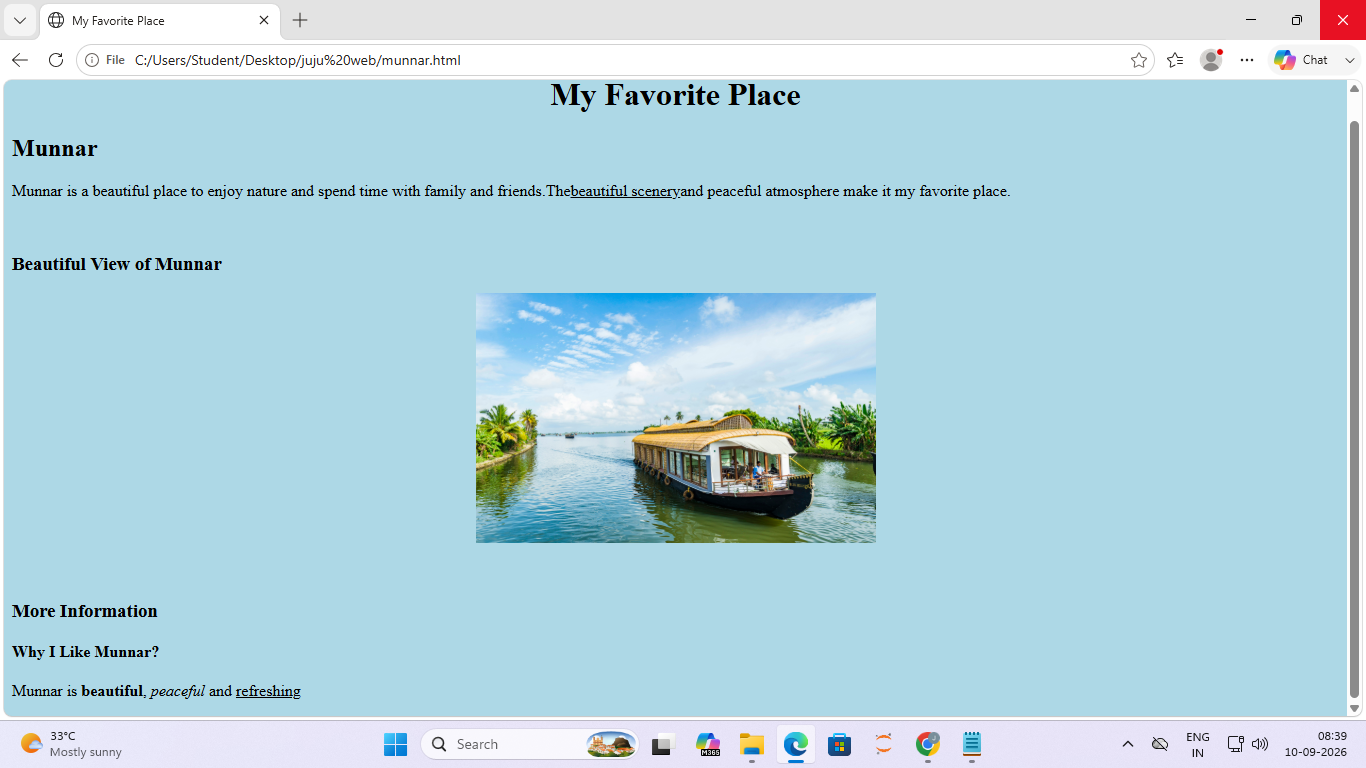 My Favorite Place
File C:/Users/Student/Desktop/juju%20web/munnar.html
Chat
My Favorite Place
Munnar
Munnar is a beautiful place to enjoy nature and spend time with family and friends.Thebeautiful sceneryand peaceful atmosphere make it my favorite place.
Beautiful View of Munnar
More Information
Why I Like Munnar?
Munnar is beautiful, peaceful and refreshing
33°C
Mostly sunny
Search
M365
ENG
IN
08:39
10-09-2026